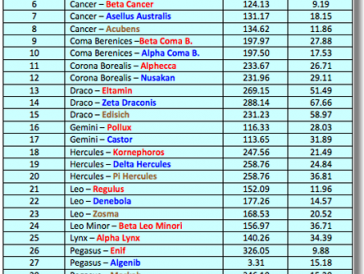 6 Cancer – Beta Cancer 124.13 9.19
7 Cancer – Asellus Australis 131.17 18.15
8 Cancer – Acubens 134.62 11.86
9 Coma Berenices –Beta Coma B. 197.97 27.88
10 Coma Berenices – Alpha Coma B. 197.50 17.53
11 Corona Borealis – Alphecca 233.67 26.71
12 Corona Borealis – Nusakan 231.96 29.11
13 Draco – Eltamin 269.15 51.49
14 Draco – Zeta Draconis 288.14 67.66
15 Draco – Edisich 231.23 58.97
16 Gemini – Pollux 116.33 28.03
17 Gemini – Castor 113.65 31.89
18 Hercules – Kornephoros 247.56 21.49
19 Hercules – Delta Hercules 258.76 24.84
20 Hercules – Pi Hercules 258.76 36.81
21 Leo – Regulus 152.09 11.96
22 Leo – Denebola 177.26 14.57
23 Leo – Zosma 168.53 20.52
24 Leo Minor – Beta Leo Minori 156.97 36.71
25 Lynx – Alpha Lynx 140.26 34.39
26 Pegasus – Enif 326.05 9.88
27 Pegasus – Algenib 3.31 15.18